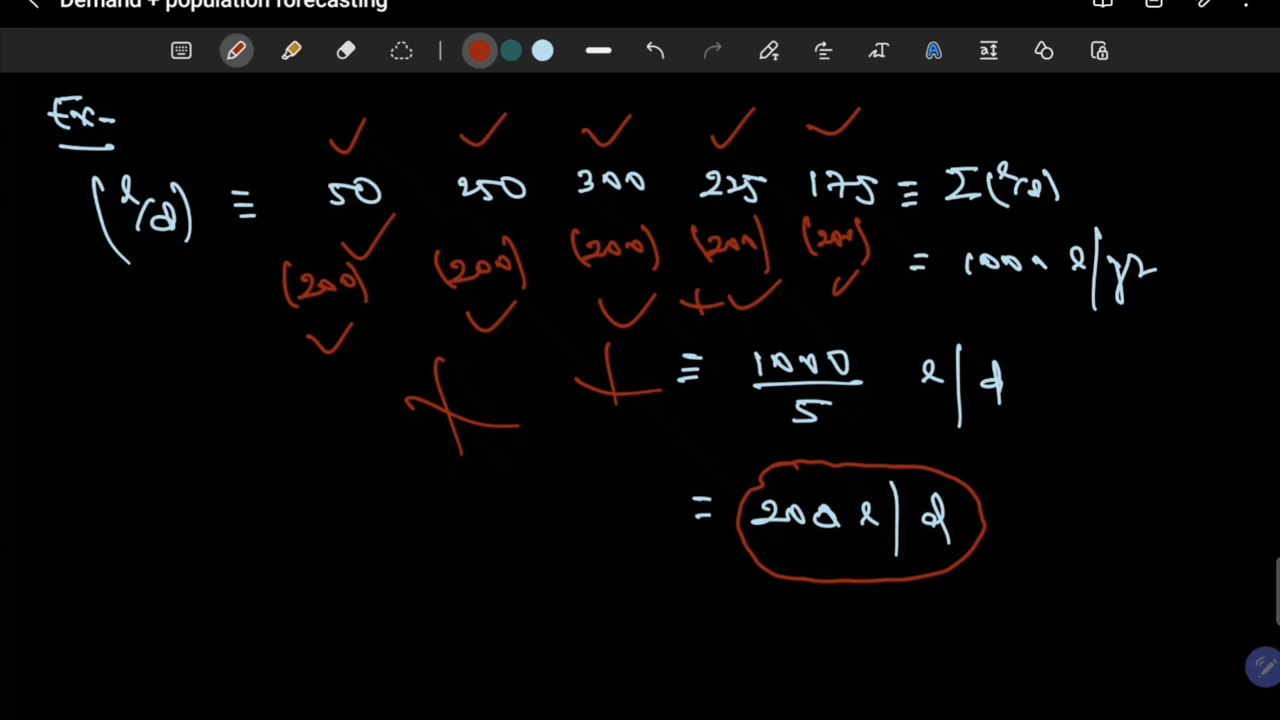 Demand + population forecasting
Ex-
(l/d) ≡ 50 250 300 225 175 ≡ Σ(l/d)
(200) (200) (200) (200) (200) = 1000 l/yr
≡ 1000/5 l/d
= 200 l/d